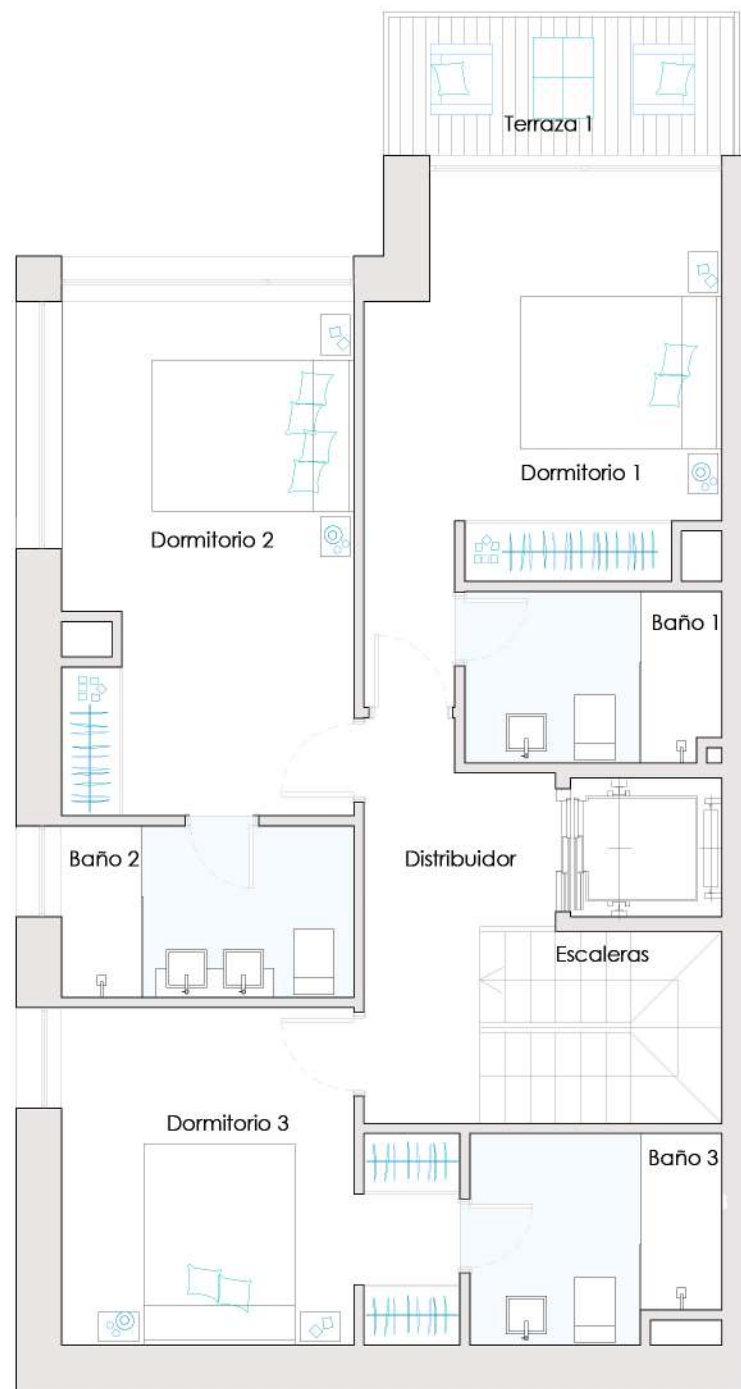 Terraza 1
Dormitorio 1
Dormitorio 2
Baño 1
Baño 2
Distribuidor
Escaleras
Dormitorio 3
Baño 3